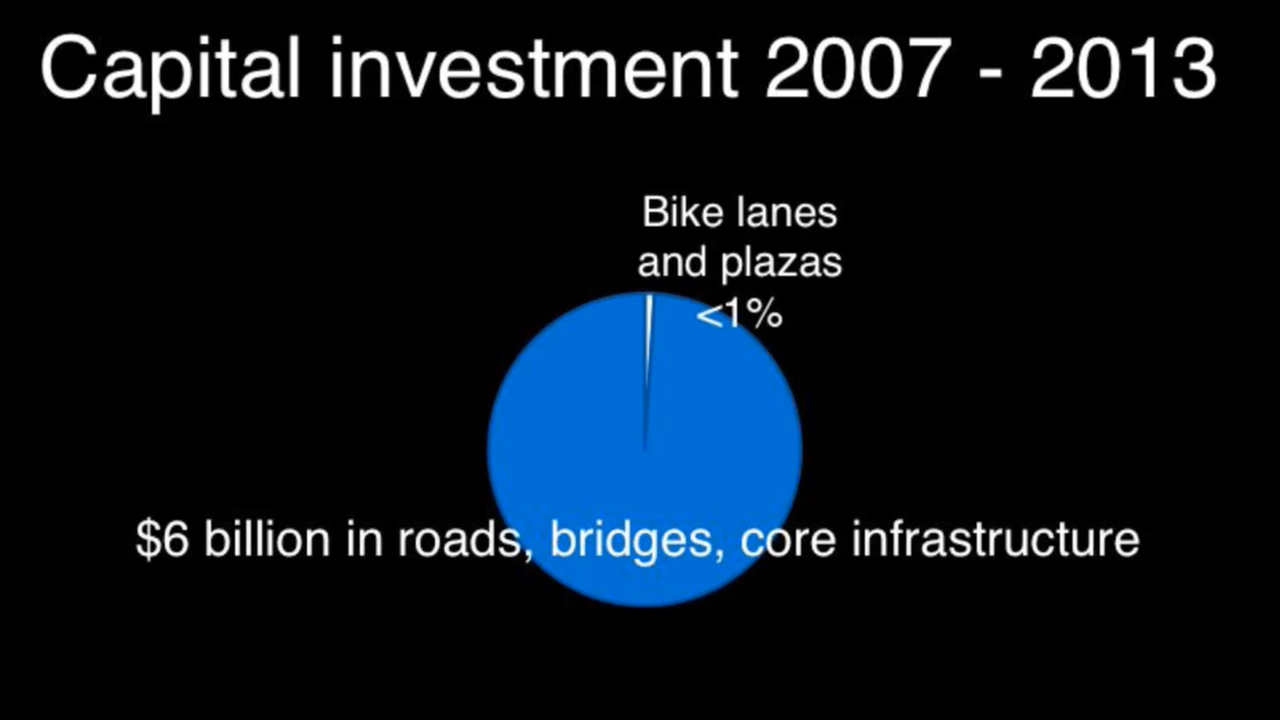 Capital investment 2007 - 2013
Bike lanes
and plazas
<1%
$6 billion in roads, bridges, core infrastructure